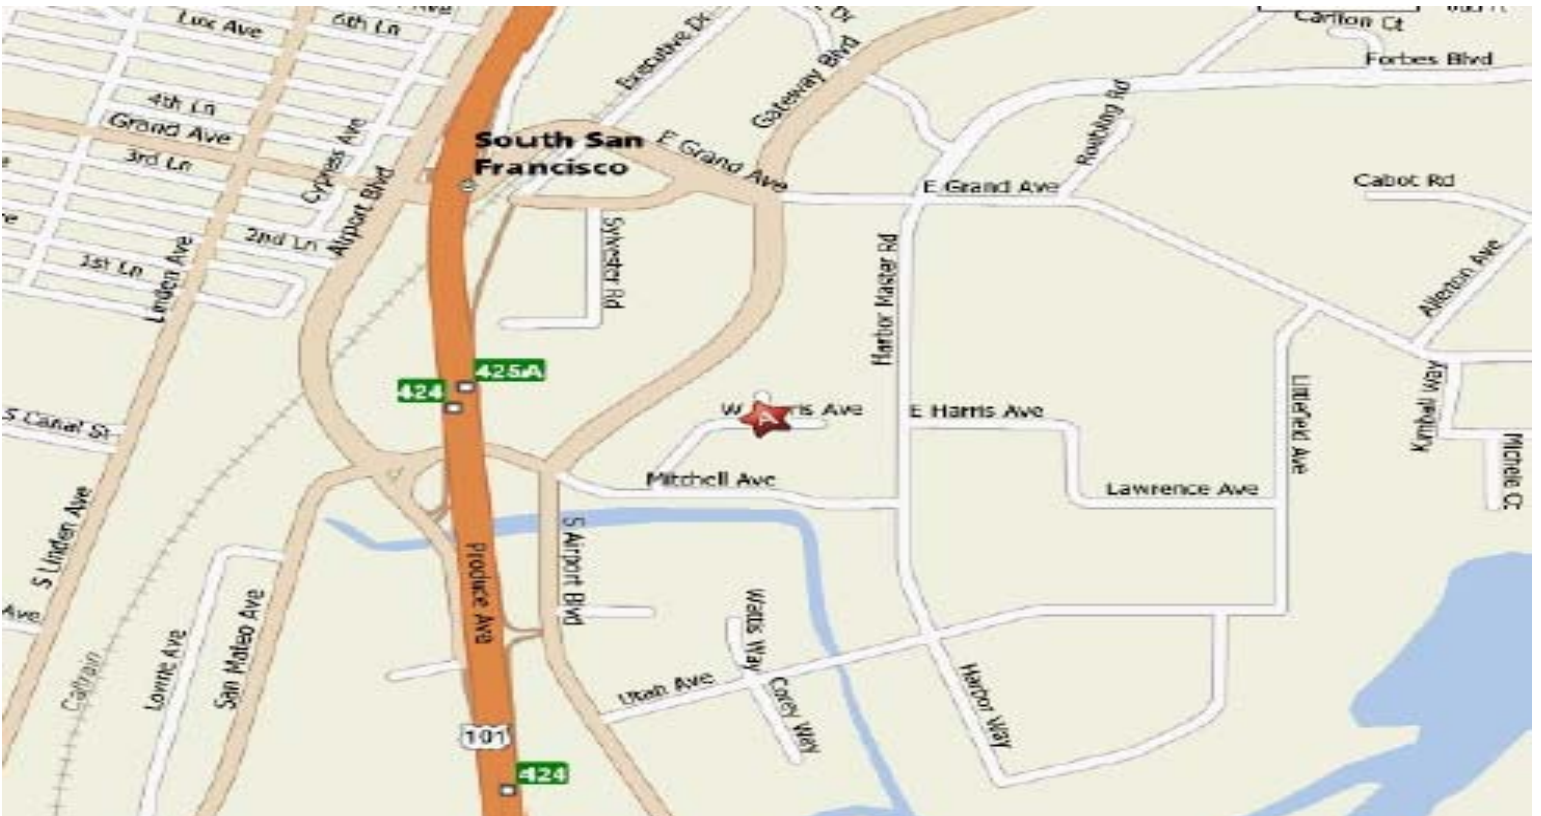 Lux Ave
6th Ln
Executive Dr
Dr
Gateway Blvd
Carlton Ct
Forbes Blvd
4th Ln
Grand Ave
3rd Ln
Cypress Ave
Airport Blvd
South San
Francisco
E Grand Ave
E Grand Ave
Roebling Rd
Cabot Rd
2nd Ln
1st Ln
Linden Ave
Sylvester Rd
Harbor Master Rd
Allerton Ave
425A
424
S Canal St
A
E Harris Ave
Littlefield Ave
Kimball Way
Michele Ct
Mitchell Ave
Lawrence Ave
S Linden Ave
Produce Ave
S Airport Blvd
Ave
Lowrie Ave
San Mateo Ave
Caltrain
Wattis Way
Utah Ave
Corey Way
Harbor Way
101
424